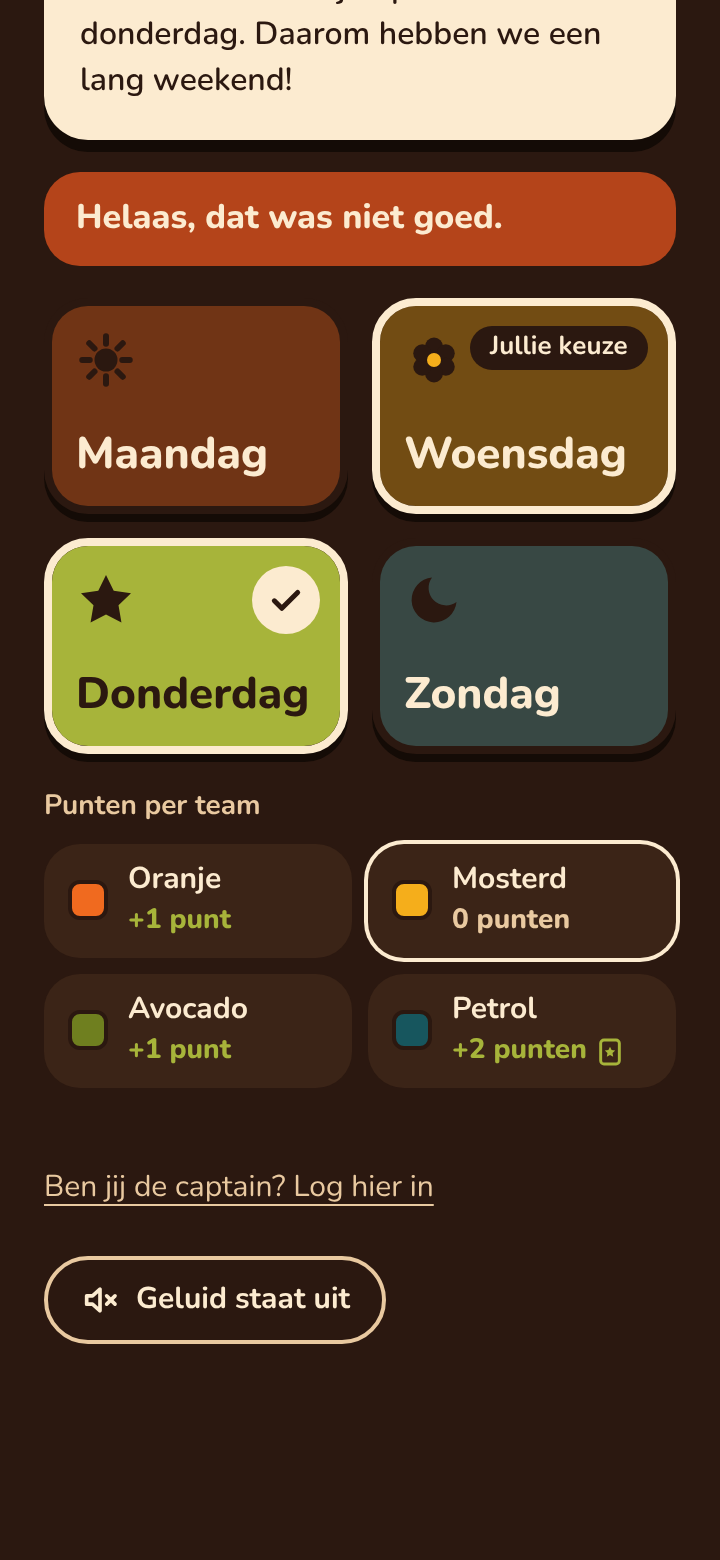 donderdag. Daarom hebben we een
lang weekend!
Helaas, dat was niet goed.
Maandag
Jullie keuze
Woensdag
Donderdag
Zondag
Punten per team
Oranje
+1 punt
Mosterd
0 punten
Avocado
+1 punt
Petrol
+2 punten
Ben jij de captain? Log hier in
Geluid staat uit